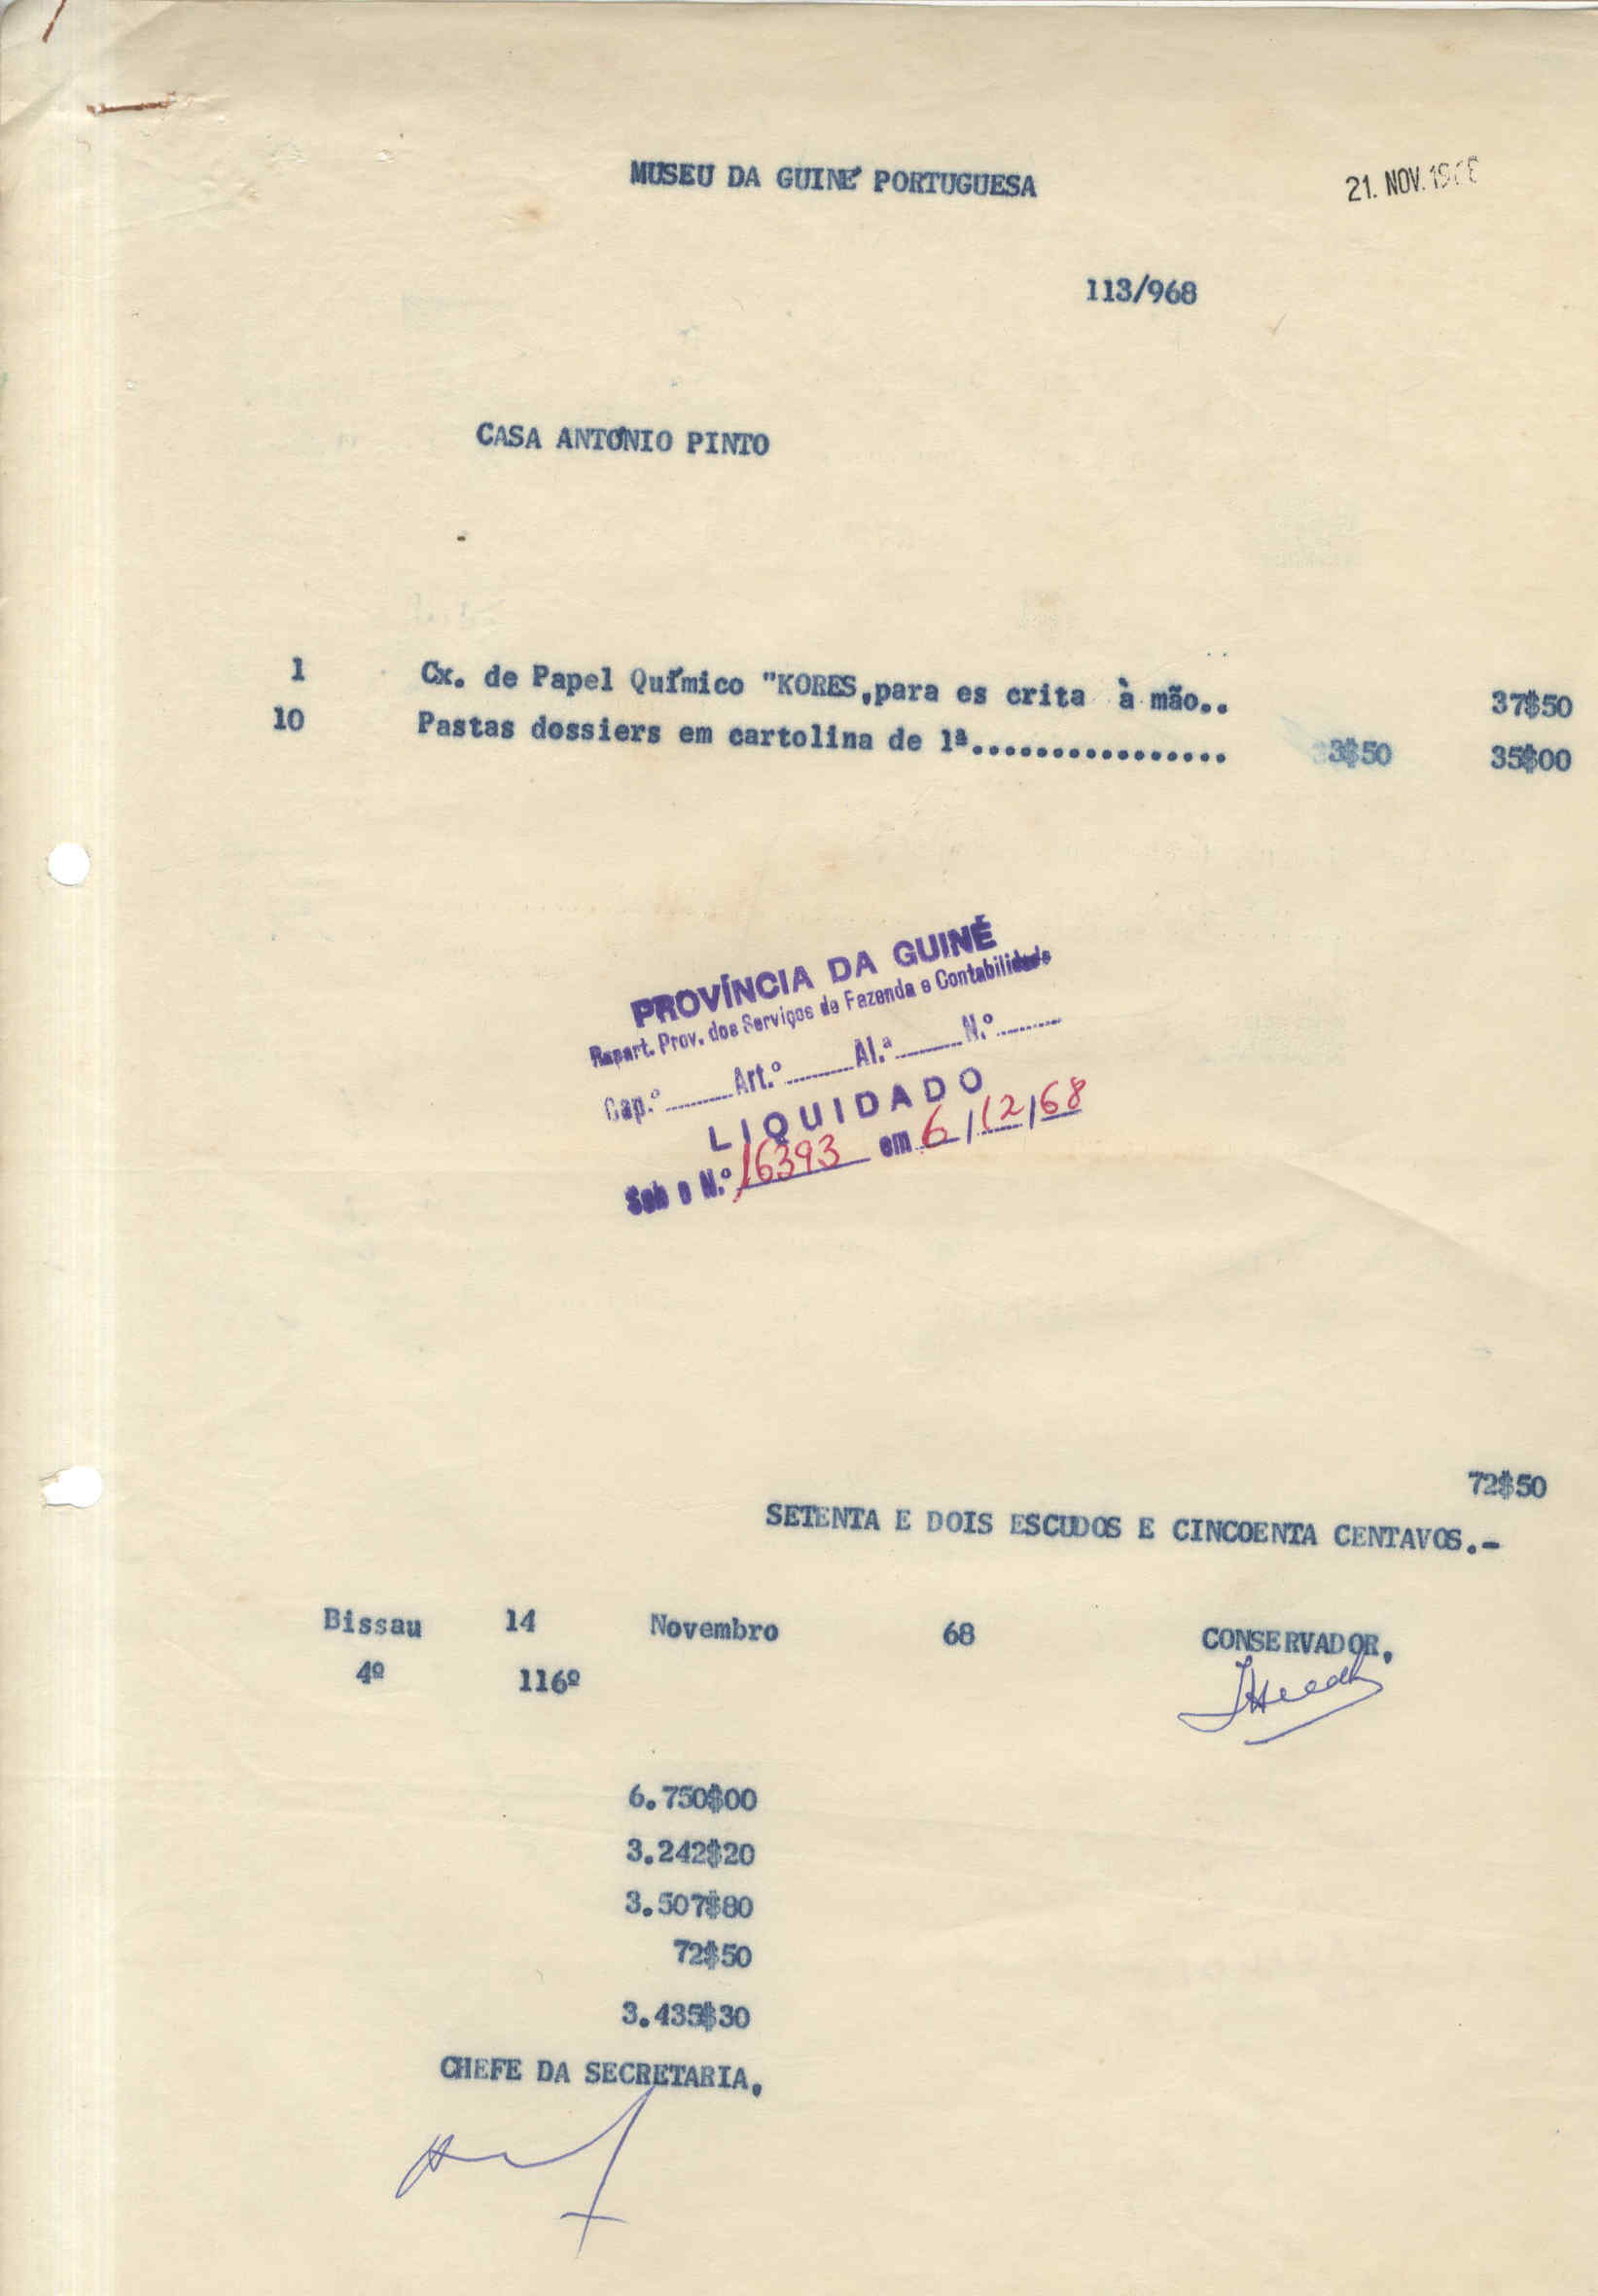 MUSEU DA GUINÉ PORTUGUESA
21. NOV. 1968
113/968
CASA ANTÓNIO PINTO
1 Cx. de Papel Químico "KORES,para es crita à mão.. 37$50
10 Pastas dossiers em cartolina de 1ª................ 3$50 35$00
PROVÍNCIA DA GUINÉ
Repart. Prov. dos Serviços de Fazenda e Contabilidade
Cap.º ........ Art.º ........ Al.ª ........ N.º ........
LIQUIDADO
Sob o N.º 16393 em 6/12/68
72$50
SETENTA E DOIS ESCUDOS E CINCOENTA CENTAVOS.-
Bissau 14 Novembro 68 CONSERVADOR,
4º 116º
6.750$00
3.242$20
3.507$80
72$50
3.435$30
CHEFE DA SECRETARIA,